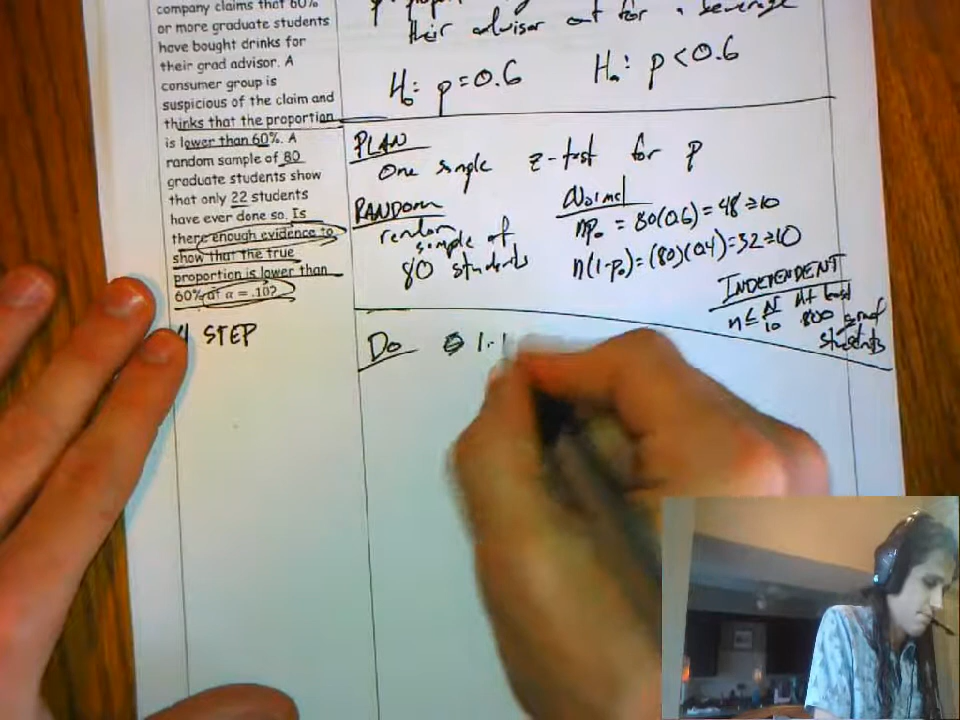 company claims that 60%
or more graduate students
have bought drinks for
their grad advisor. A
consumer group is
suspicious of the claim and
thinks that the proportion
is lower than 60%. A
random sample of 80
graduate students show
that only 22 students
have ever done so. Is
there enough evidence to
show that the true
proportion is lower than
60% at α = .10?
4 STEP
their advisor out for a beverage
H₀: p=0.6
Hₐ: p<0.6
PLAN
One sample z-test for p
RANDOM
random
sample of
80 students
Normal
np₀ = 80(0.6)=48≥10
n(1-p₀)=(80)(0.4)=32≥10
INDEPENDENT
n≤N/10 At least
800 grad
students
Do